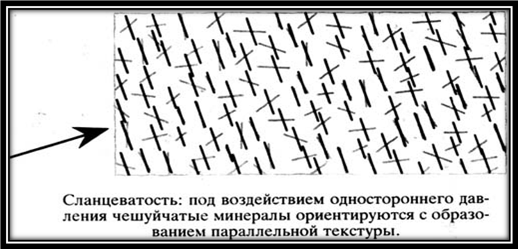 Сланцеватость: под воздействием одностороннего дав-
ления чешуйчатые минералы ориентируются с образо-
ванием параллельной текстуры.